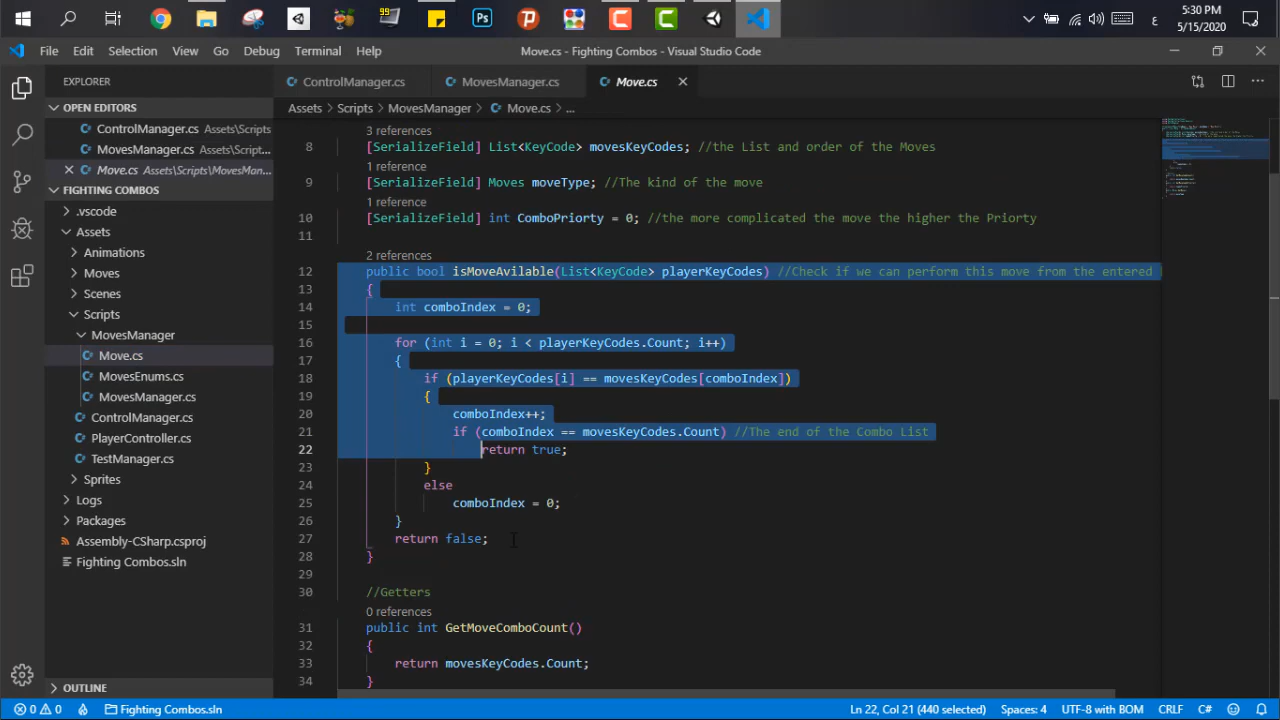 99
ع
5:30 PM
5/15/2020
File Edit Selection View Go Debug Terminal Help
Move.cs - Fighting Combos - Visual Studio Code
EXPLORER
OPEN EDITORS
ControlManager.cs Assets\Scripts
MovesManager.cs Assets\Script...
Move.cs Assets\Scripts\MovesMan...
FIGHTING COMBOS
.vscode
Assets
Animations
Moves
Scenes
Scripts
MovesManager
Move.cs
MovesEnums.cs
MovesManager.cs
ControlManager.cs
PlayerController.cs
TestManager.cs
Sprites
Logs
Packages
Assembly-CSharp.csproj
Fighting Combos.sln
OUTLINE
ControlManager.cs MovesManager.cs Move.cs
Assets > Scripts > MovesManager > Move.cs > ...
3 references
8 [SerializeField] List<KeyCode> movesKeyCodes; //the List and order of the Moves
1 reference
9 [SerializeField] Moves moveType; //The kind of the move
1 reference
10 [SerializeField] int ComboPriorty = 0; //the more complicated the move the higher the Priorty
11
2 references
12 public bool isMoveAvilable(List<KeyCode> playerKeyCodes) //Check if we can perform this move from the entered
13 {
14 int comboIndex = 0;
15
16 for (int i = 0; i < playerKeyCodes.Count; i++)
17 {
18 if (playerKeyCodes[i] == movesKeyCodes[comboIndex])
19 {
20 comboIndex++;
21 if (comboIndex == movesKeyCodes.Count) //The end of the Combo List
22 return true;
23 }
24 else
25 comboIndex = 0;
26 }
27 return false;
28 }
29
30 //Getters
0 references
31 public int GetMoveComboCount()
32 {
33 return movesKeyCodes.Count;
34 }
0 0 Fighting Combos.sln Ln 22, Col 21 (440 selected) Spaces: 4 UTF-8 with BOM CRLF C#